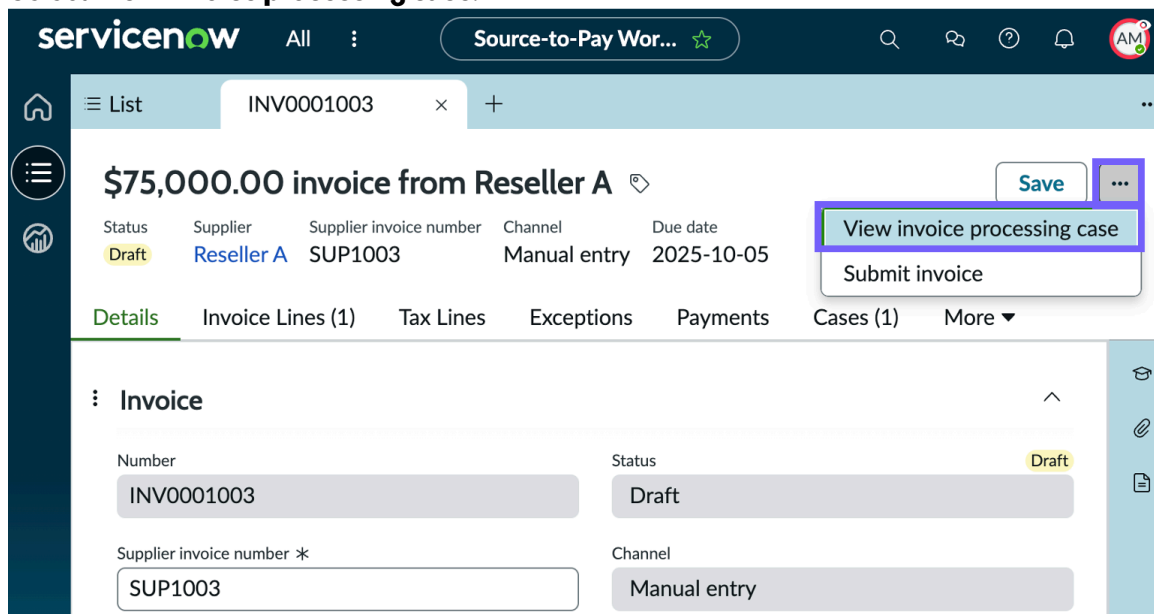 servicenow All Source-to-Pay Wor... AM
List INV0001003
$75,000.00 invoice from Reseller A Save
Status Supplier Supplier invoice number Channel Due date
Draft Reseller A SUP1003 Manual entry 2025-10-05
View invoice processing case
Submit invoice
Details Invoice Lines (1) Tax Lines Exceptions Payments Cases (1) More
Invoice
Number Status Draft
INV0001003 Draft
Supplier invoice number * Channel
SUP1003 Manual entry